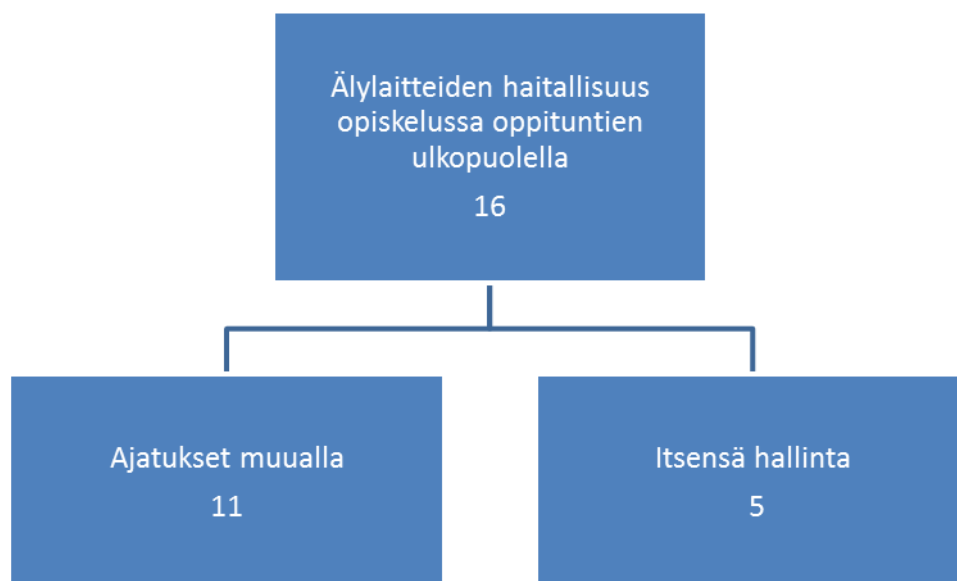 Älylaitteiden haitallisuus
opiskelussa oppituntien
ulkopuolella
16
Ajatukset muualla
11
Itsensä hallinta
5